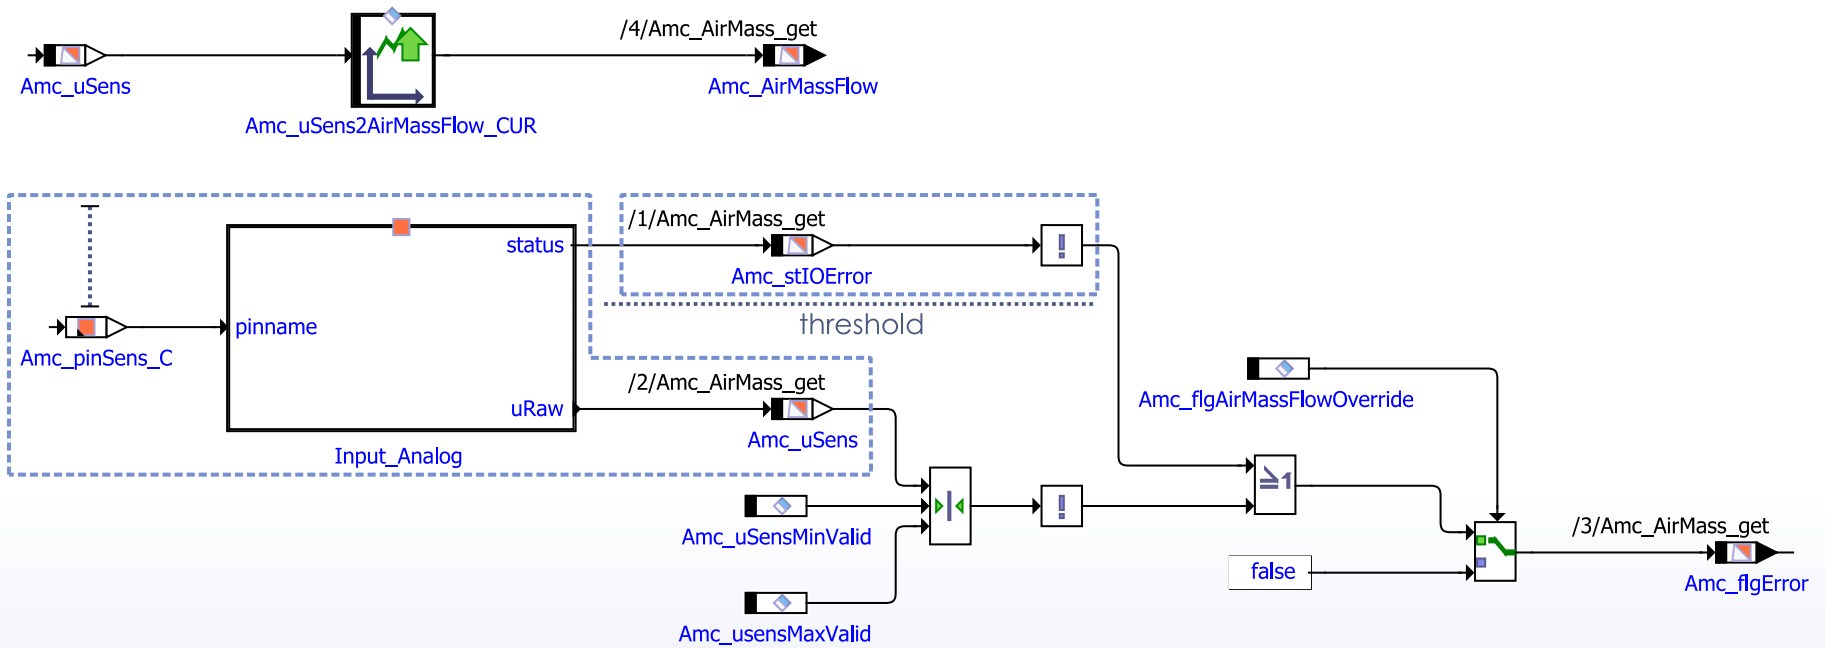 /4/Amc_AirMass_get
Amc_uSens
Amc_AirMassFlow
Amc_uSens2AirMassFlow_CUR
/1/Amc_AirMass_get
status
!
Amc_stIOError
threshold
pinname
Amc_pinSens_C
/2/Amc_AirMass_get
uRaw
Amc_flgAirMassFlowOverride
Amc_uSens
Input_Analog
≥1
!
Amc_uSensMinValid
/3/Amc_AirMass_get
false
Amc_flgError
Amc_usensMaxValid